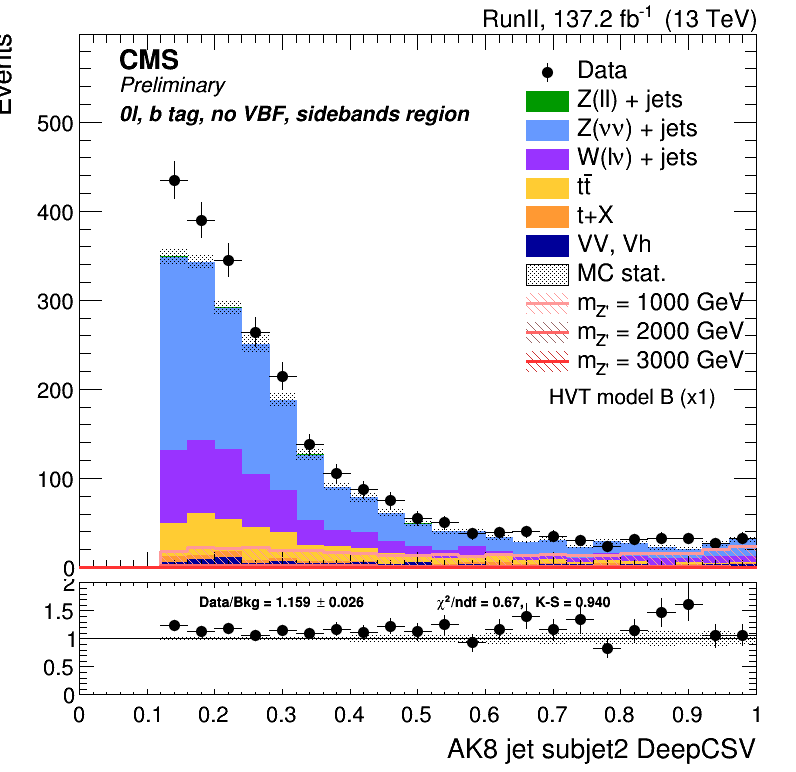 RunII, 137.2 fb-1 (13 TeV)
Events
CMS
Preliminary
0l, b tag, no VBF, sidebands region
Data
Z(ll) + jets
Z(νν) + jets
W(lν) + jets
tt̄
t+X
VV, Vh
MC stat.
mZ' = 1000 GeV
mZ' = 2000 GeV
mZ' = 3000 GeV
HVT model B (x1)
500
400
300
200
100
0
Data/Bkg = 1.159 ± 0.026 χ²/ndf = 0.67, K-S = 0.940
2
1.5
1
0.5
0
0 0.1 0.2 0.3 0.4 0.5 0.6 0.7 0.8 0.9 1
AK8 jet subjet2 DeepCSV